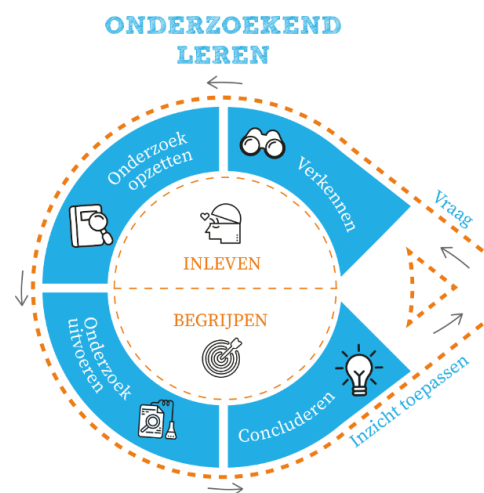 ONDERZOEKEND
LEREN
Vraag
Verkennen
Onderzoek
opzetten
INLEVEN
BEGRIJPEN
Onderzoek
uitvoeren
Concluderen
Inzicht toepassen